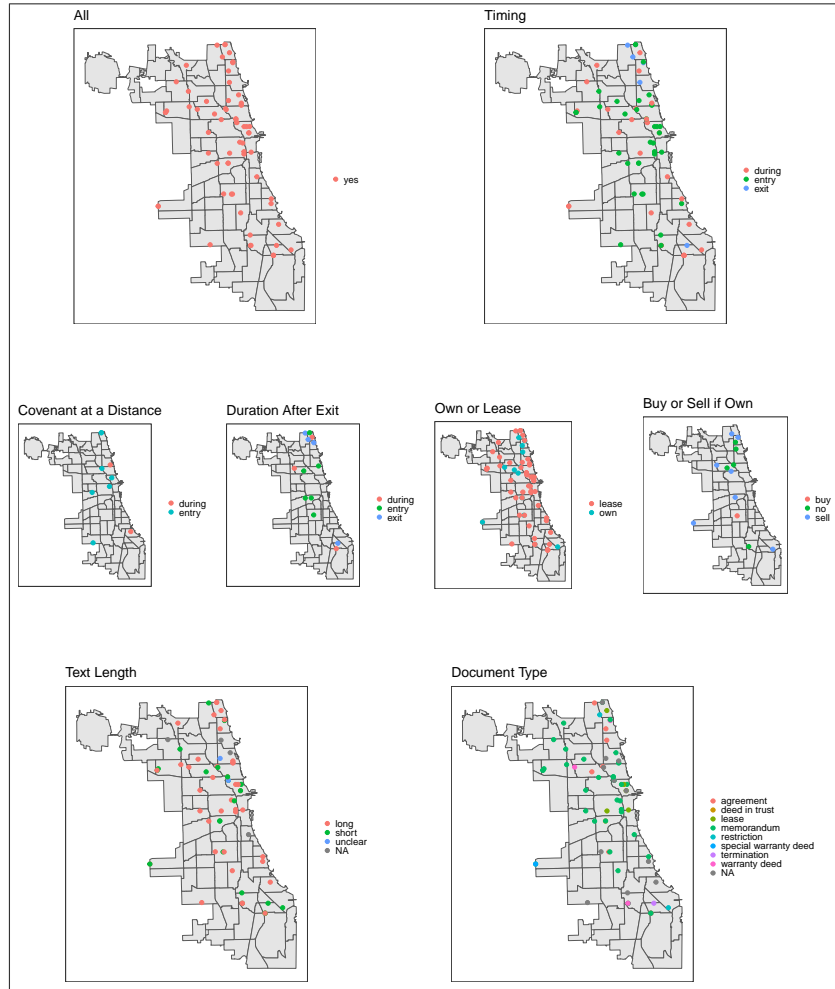 All
Timing
yes
during
entry
exit
Covenant at a Distance
Duration After Exit
Own or Lease
Buy or Sell if Own
during
entry
during
entry
exit
lease
own
buy
no
sell
Text Length
Document Type
long
short
unclear
NA
agreement
deed in trust
lease
memorandum
restriction
special warranty deed
termination
warranty deed
NA